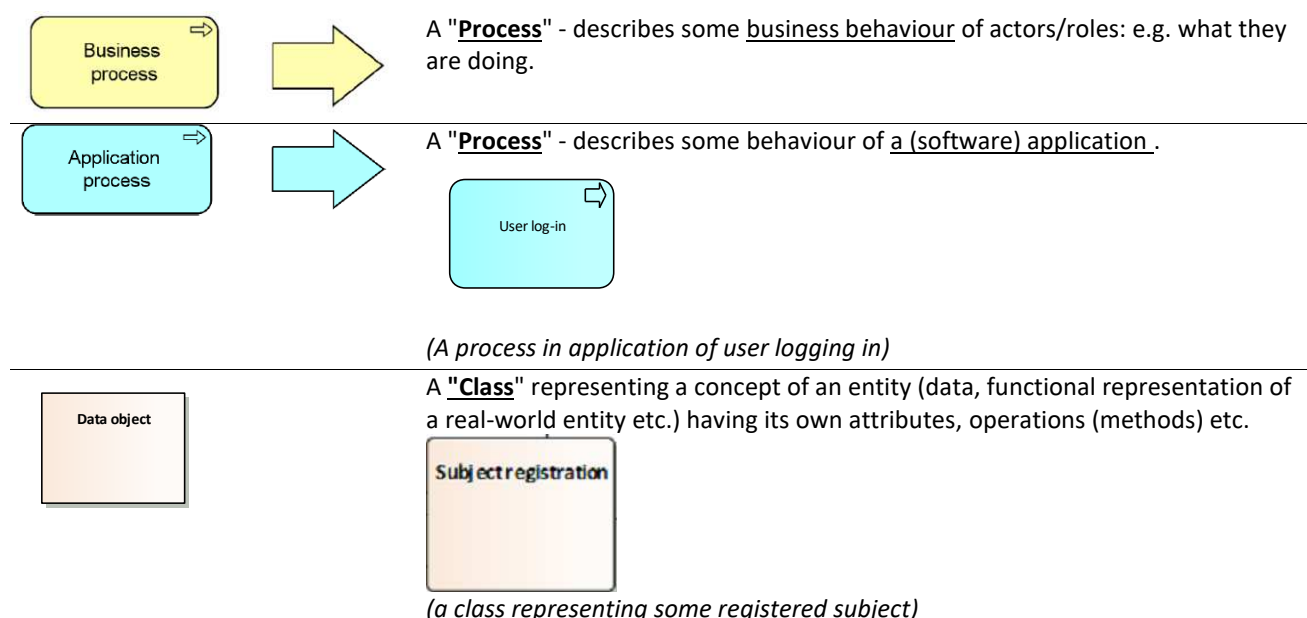 Business
process
A "Process" - describes some business behaviour of actors/roles: e.g. what they
are doing.
Application
process
A "Process" - describes some behaviour of a (software) application .
User log-in
(A process in application of user logging in)
Data object
A "Class" representing a concept of an entity (data, functional representation of
a real-world entity etc.) having its own attributes, operations (methods) etc.
Subject registration
(a class representing some registered subject)